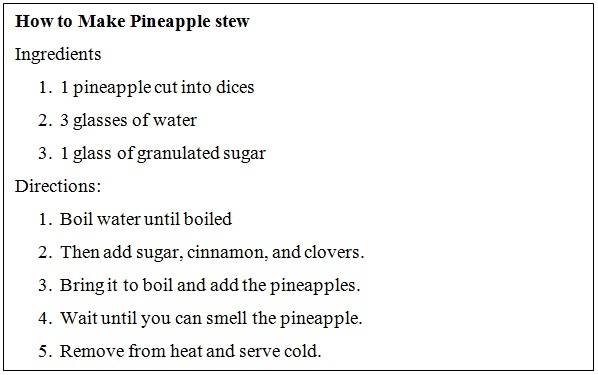 How to Make Pineapple stew
Ingredients
1. 1 pineapple cut into dices
2. 3 glasses of water
3. 1 glass of granulated sugar
Directions:
1. Boil water until boiled
2. Then add sugar, cinnamon, and clovers.
3. Bring it to boil and add the pineapples.
4. Wait until you can smell the pineapple.
5. Remove from heat and serve cold.